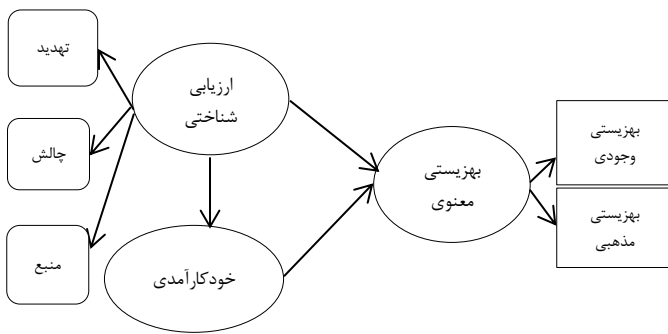 تهدید
ارزیابی
شناختی
بهزیستی
وجودی
چالش
بهزیستی
معنوی
بهزیستی
مذهبی
منبع
خودکارآمدی